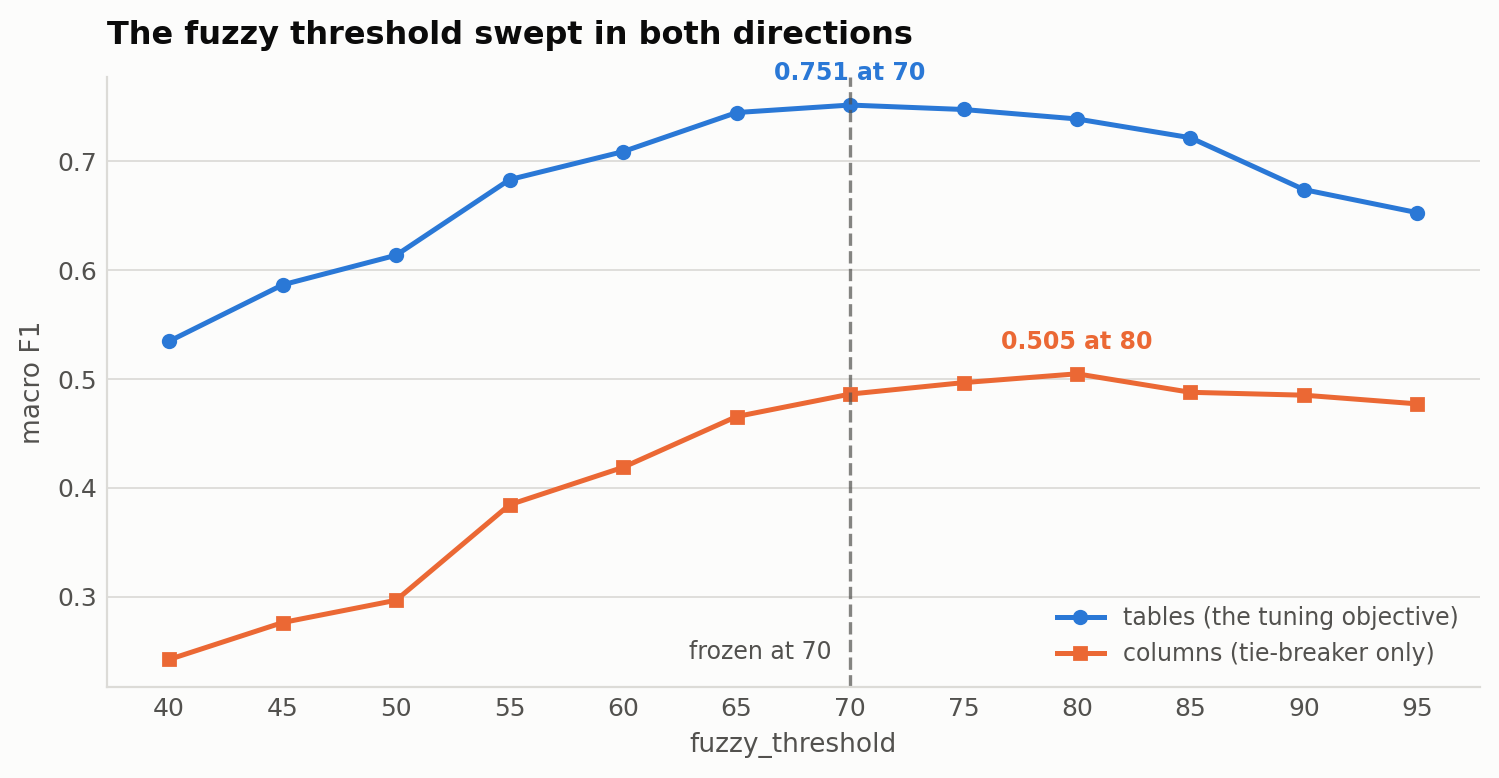 The fuzzy threshold swept in both directions
0.751 at 70
0.7
0.6
0.505 at 80
0.5
0.4
0.3
macro F1
frozen at 70
tables (the tuning objective)
columns (tie-breaker only)
40 45 50 55 60 65 70 75 80 85 90 95
fuzzy_threshold